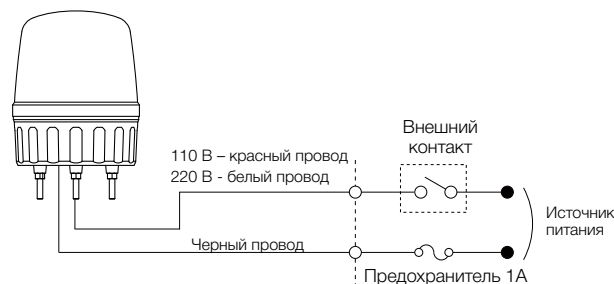 Внешний
контакт
110 В – красный провод
220 В - белый провод
Источник
питания
Черный провод
Предохранитель 1А